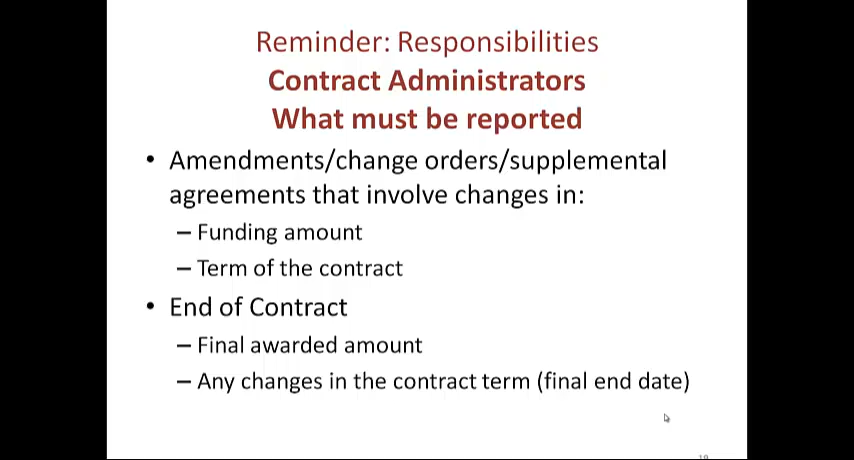 Reminder: Responsibilities
Contract Administrators
What must be reported
• Amendments/change orders/supplemental
agreements that involve changes in:
– Funding amount
– Term of the contract
• End of Contract
– Final awarded amount
– Any changes in the contract term (final end date)